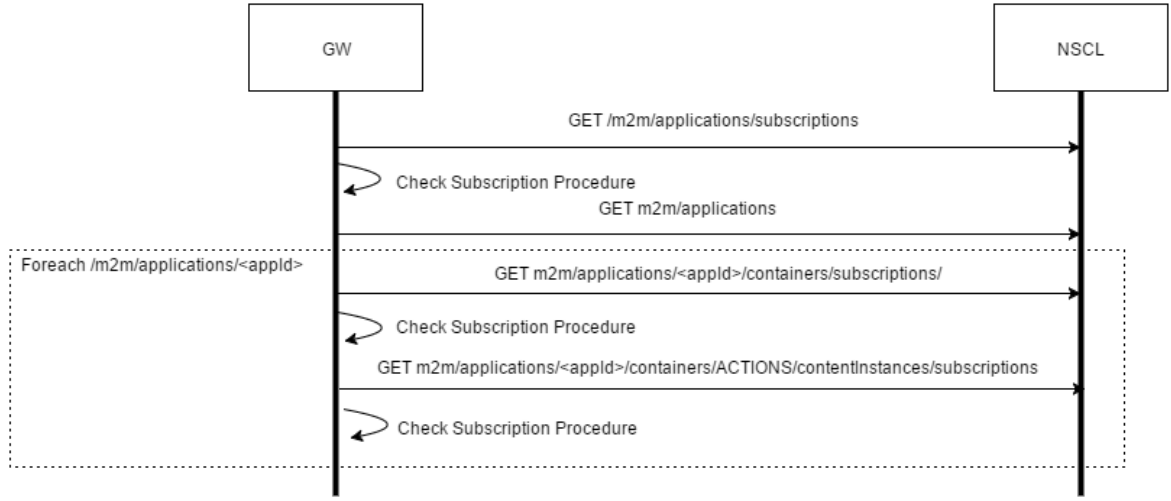 GW
NSCL
GET /m2m/applications/subscriptions
Check Subscription Procedure
GET m2m/applications
Foreach /m2m/applications/<appId>
GET m2m/applications/<appId>/containers/subscriptions/
Check Subscription Procedure
GET m2m/applications/<appId>/containers/ACTIONS/contentInstances/subscriptions
Check Subscription Procedure